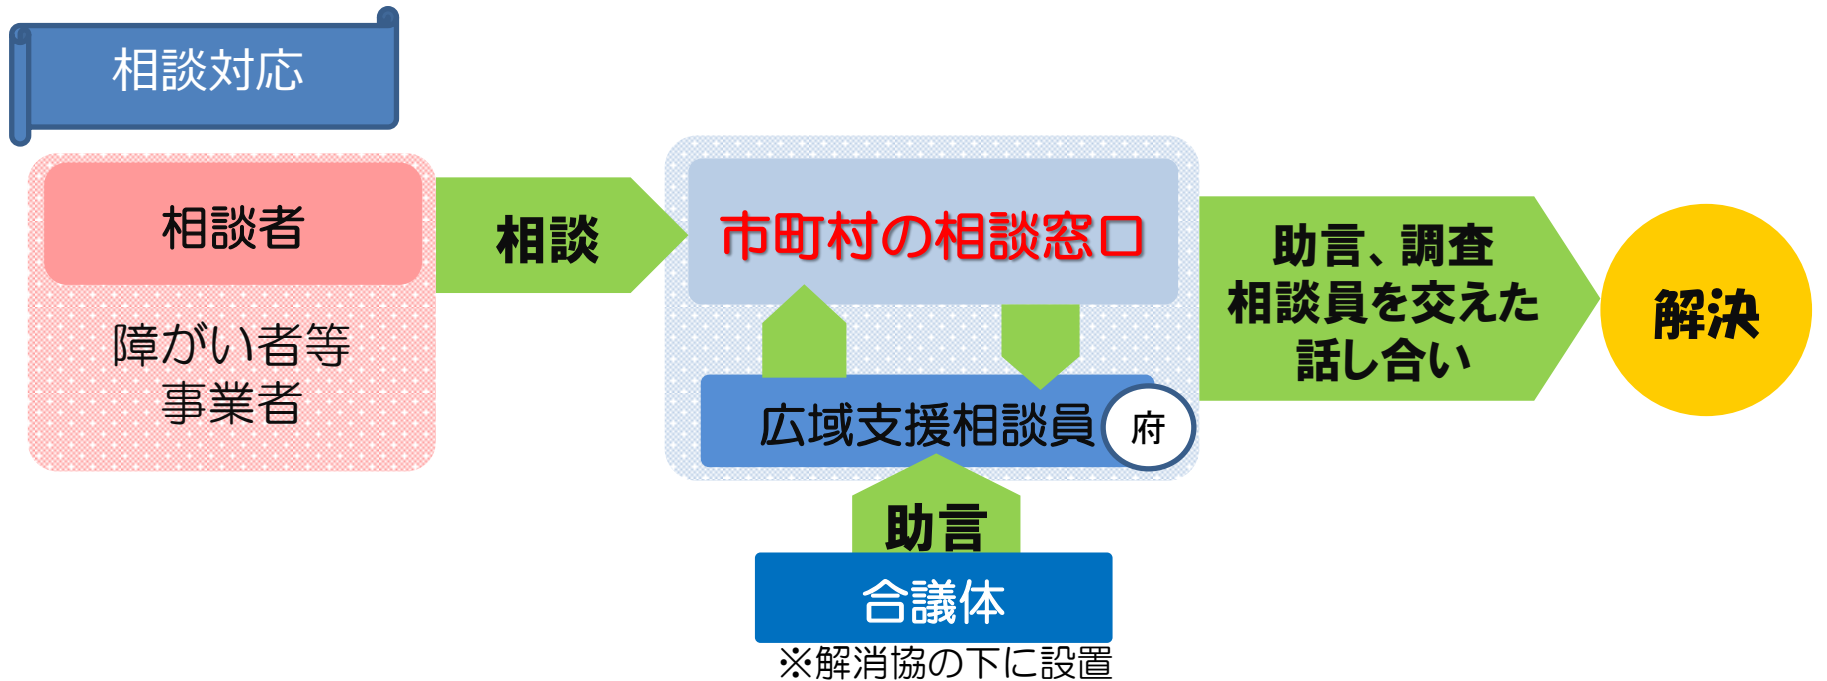 相談対応
相談者
障がい者等
事業者
相談
市町村の相談窓口
広域支援相談員
府
助言
合議体
※解消協の下に設置
助言、調査
相談員を交えた
話し合い
解決